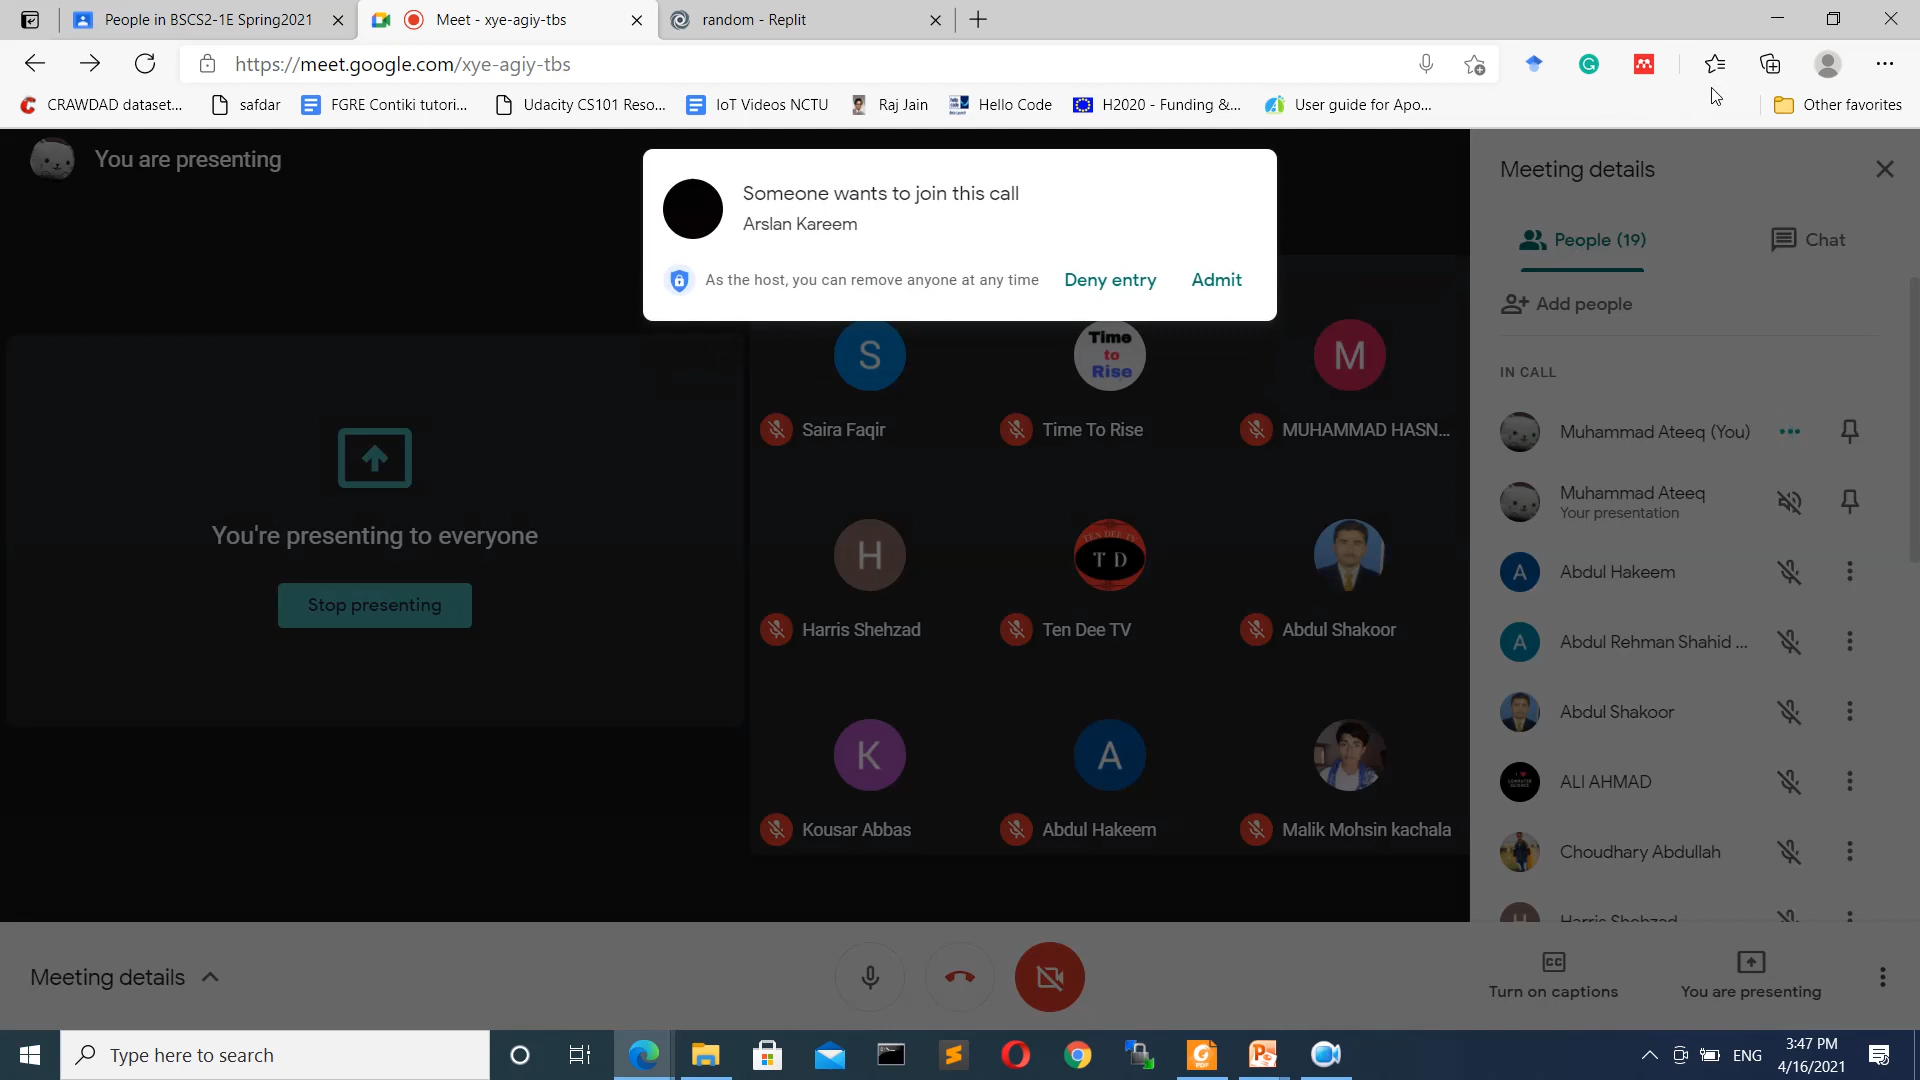 People in BSCS2-1E Spring2021
Meet - xye-agiy-tbs
random - Replit
https://meet.google.com/xye-agiy-tbs
CRAWDAD dataset...
safdar
FGRE Contiki tutori...
Udacity CS101 Reso...
IoT Videos NCTU
Raj Jain
Hello Code
H2020 - Funding &...
User guide for Apo...
Other favorites
You are presenting
Someone wants to join this call
Arslan Kareem
As the host, you can remove anyone at any time
Deny entry
Admit
Meeting details
People (19)
Chat
Add people
IN CALL
Muhammad Ateeq (You)
Muhammad Ateeq
Your presentation
Abdul Hakeem
Abdul Rehman Shahid ...
Abdul Shakoor
ALI AHMAD
Choudhary Abdullah
Harris Shehzad
You're presenting to everyone
Stop presenting
S
Time
to
Rise
M
Saira Faqir
Time To Rise
MUHAMMAD HASN...
H
TEN DEE TV
T D
Harris Shehzad
Ten Dee TV
Abdul Shakoor
K
A
Kousar Abbas
Abdul Hakeem
Malik Mohsin kachala
Meeting details
Turn on captions
You are presenting
Type here to search
ENG
3:47 PM
4/16/2021